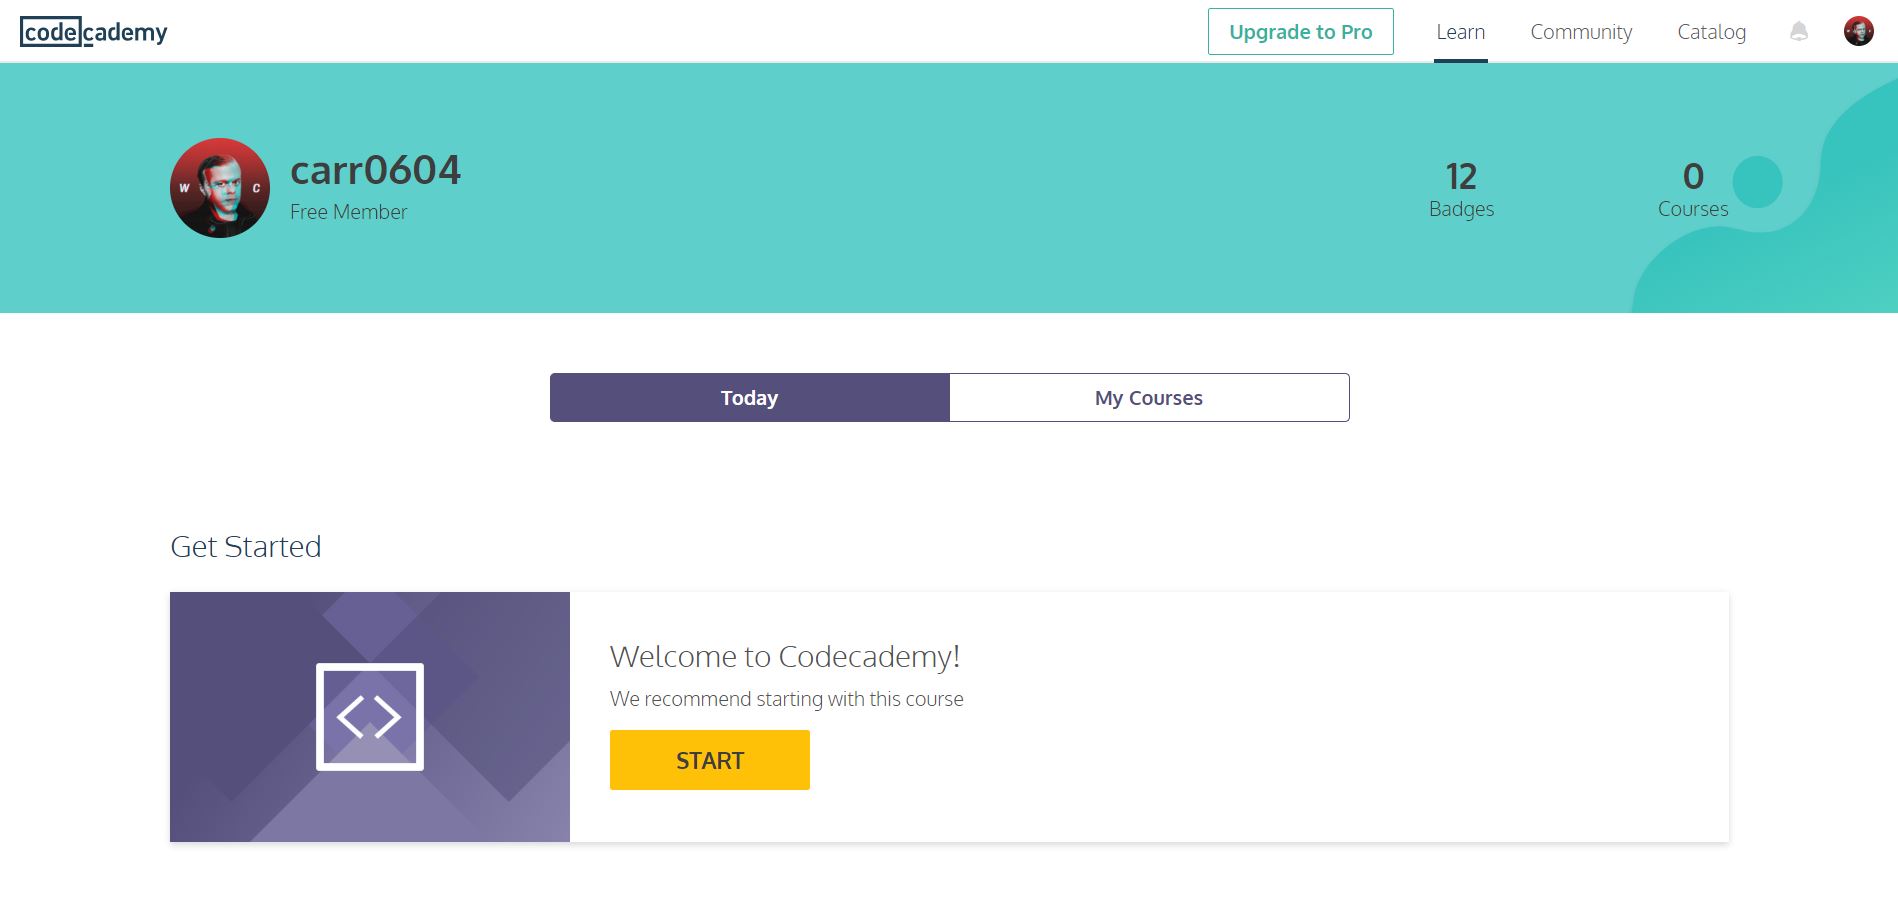 codecademy
Upgrade to Pro
Learn
Community
Catalog
W C
carr0604
Free Member
12
Badges
0
Courses
Today
My Courses
Get Started
<>
Welcome to Codecademy!
We recommend starting with this course
START